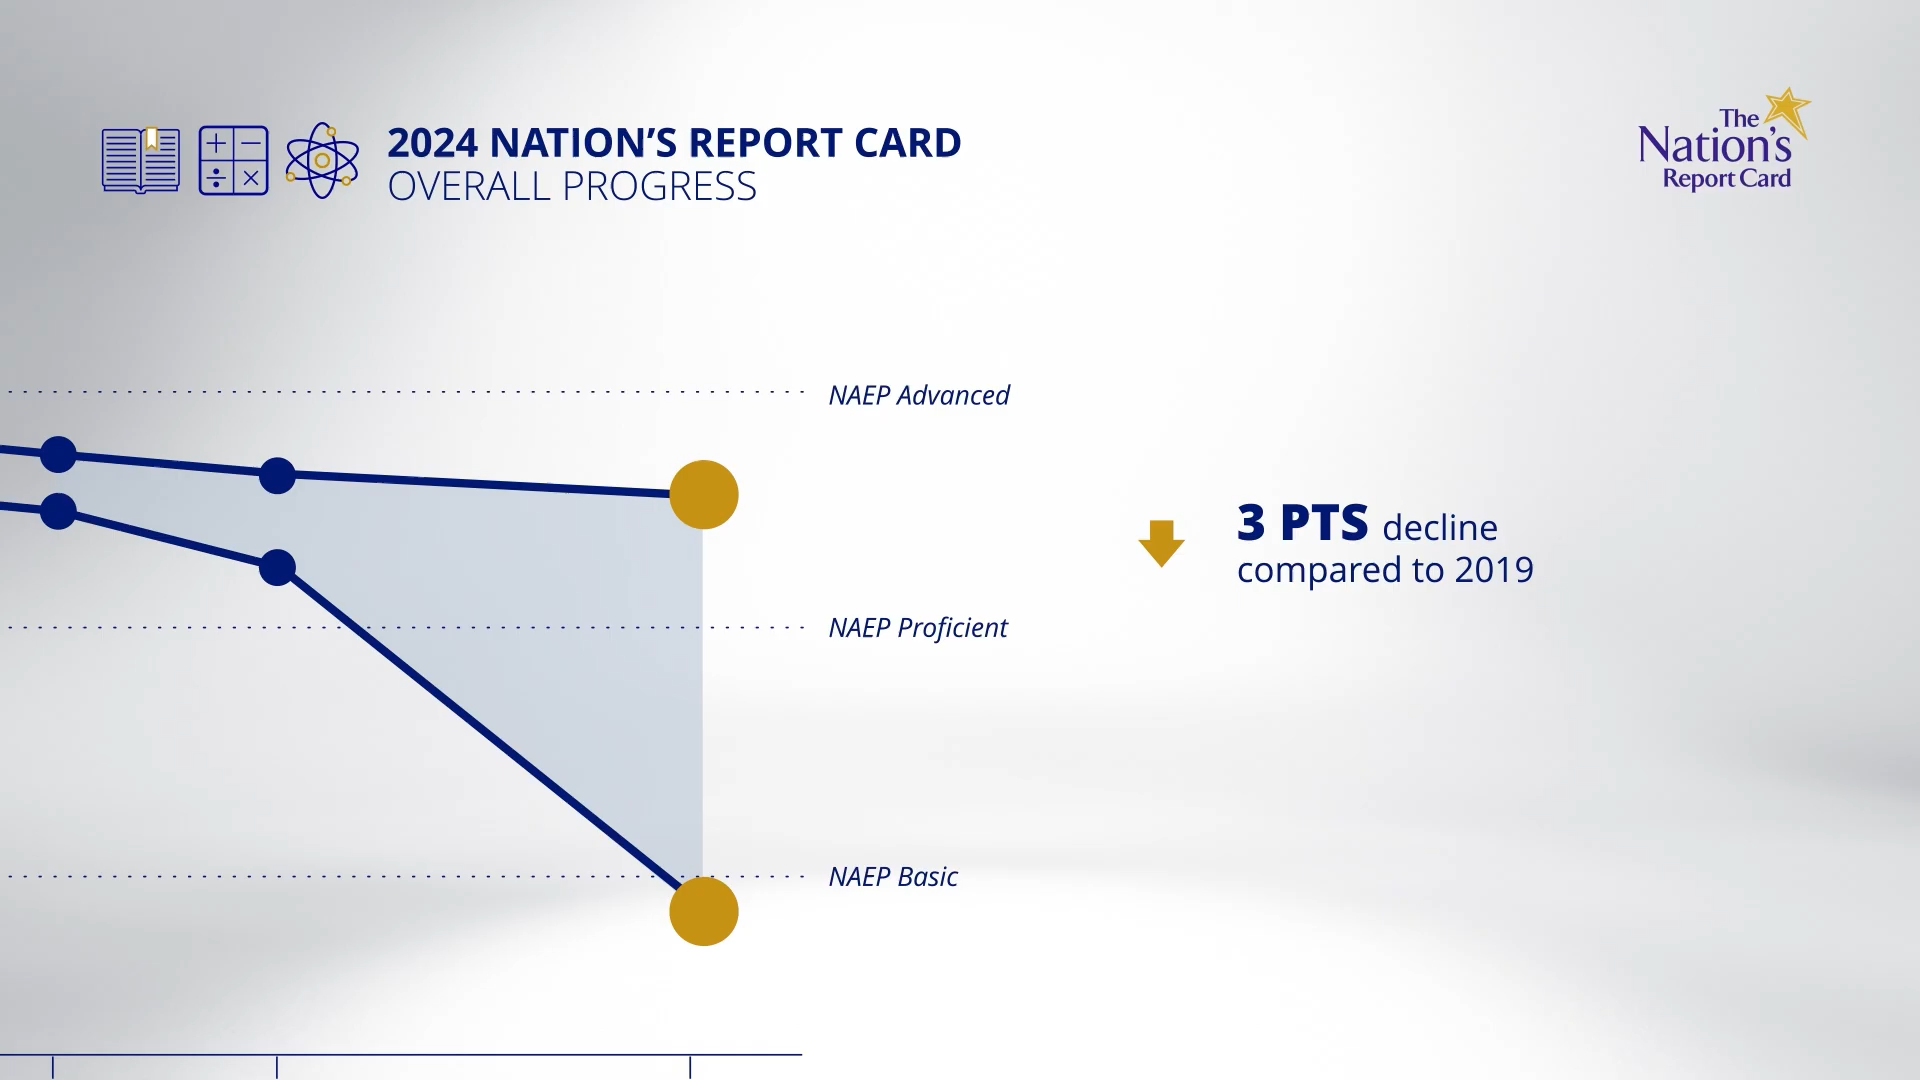 2024 NATION’S REPORT CARD
OVERALL PROGRESS
The
Nation's
Report Card
NAEP Advanced
3 PTS decline
compared to 2019
NAEP Proficient
NAEP Basic